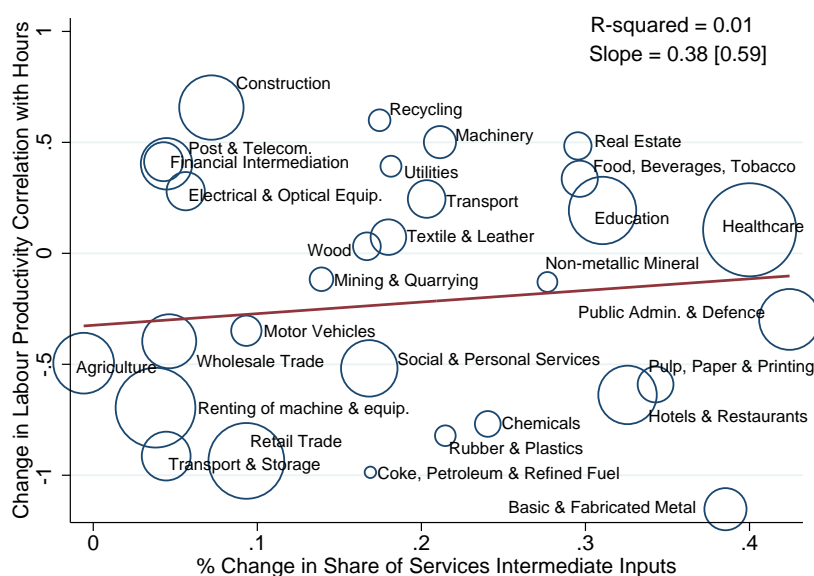 R-squared = 0.01
Slope = 0.38 [0.59]
Change in Labour Productivity Correlation with Hours
1
.5
0
-.5
-1
Construction
Recycling
Machinery
Real Estate
Post & Telecom.
Financial Intermediation
Utilities
Food, Beverages, Tobacco
Electrical & Optical Equip.
Transport
Education
Healthcare
Textile & Leather
Wood
Non-metallic Mineral
Mining & Quarrying
Public Admin. & Defence
Motor Vehicles
Wholesale Trade
Social & Personal Services
Agriculture
Pulp, Paper & Printing
Renting of machine & equip.
Hotels & Restaurants
Chemicals
Retail Trade
Rubber & Plastics
Transport & Storage
Coke, Petroleum & Refined Fuel
Basic & Fabricated Metal
0 .1 .2 .3 .4
% Change in Share of Services Intermediate Inputs